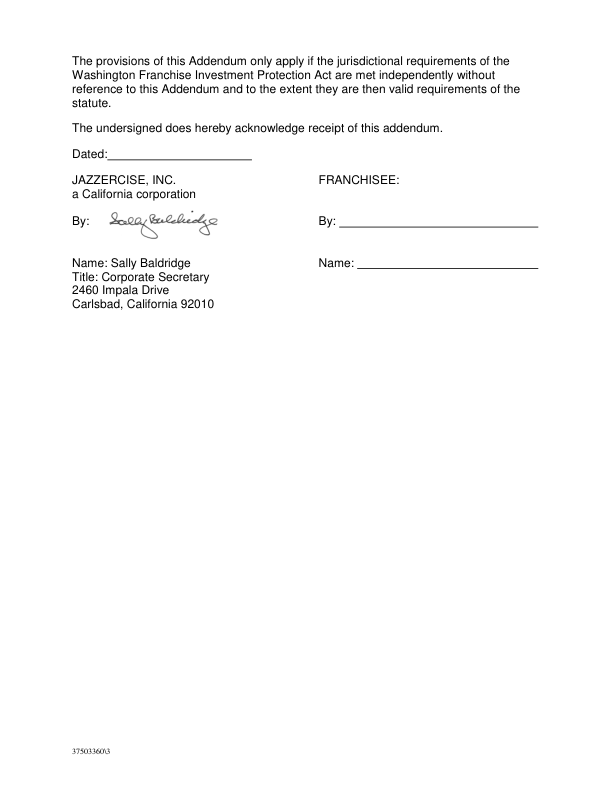 The provisions of this Addendum only apply if the jurisdictional requirements of the
Washington Franchise Investment Protection Act are met independently without
reference to this Addendum and to the extent they are then valid requirements of the
statute.
The undersigned does hereby acknowledge receipt of this addendum.
Dated:______________________
JAZZERCISE, INC.
a California corporation
By: Sally Baldridge
Name: Sally Baldridge
Title: Corporate Secretary
2460 Impala Drive
Carlsbad, California 92010
FRANCHISEE:
By: ______________________________
Name: ___________________________
37503360\3